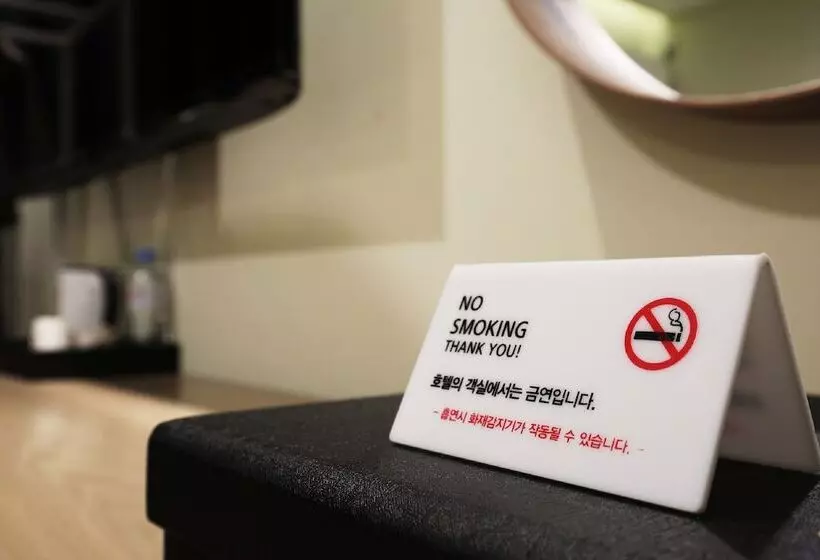 NO
SMOKING
THANK YOU!
호텔의 객실에서는 금연입니다.
- 흡연시 화재감지기가 작동될 수 있습니다. -